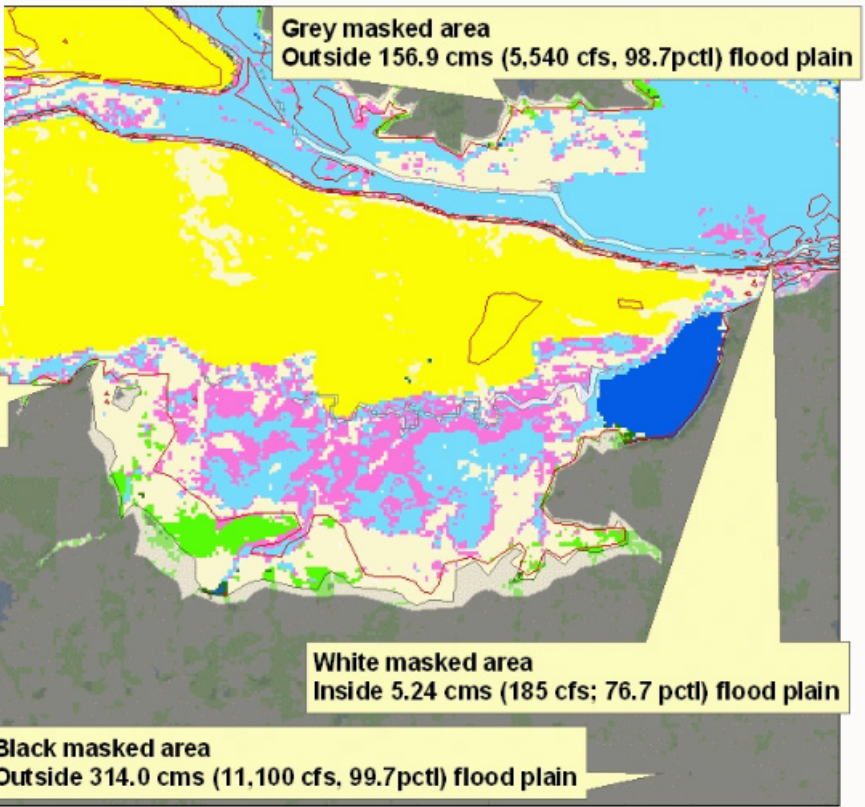 Grey masked area
Outside 156.9 cms (5,540 cfs, 98.7pctl) flood plain
White masked area
Inside 5.24 cms (185 cfs; 76.7 pctl) flood plain
Black masked area
Outside 314.0 cms (11,100 cfs, 99.7pctl) flood plain